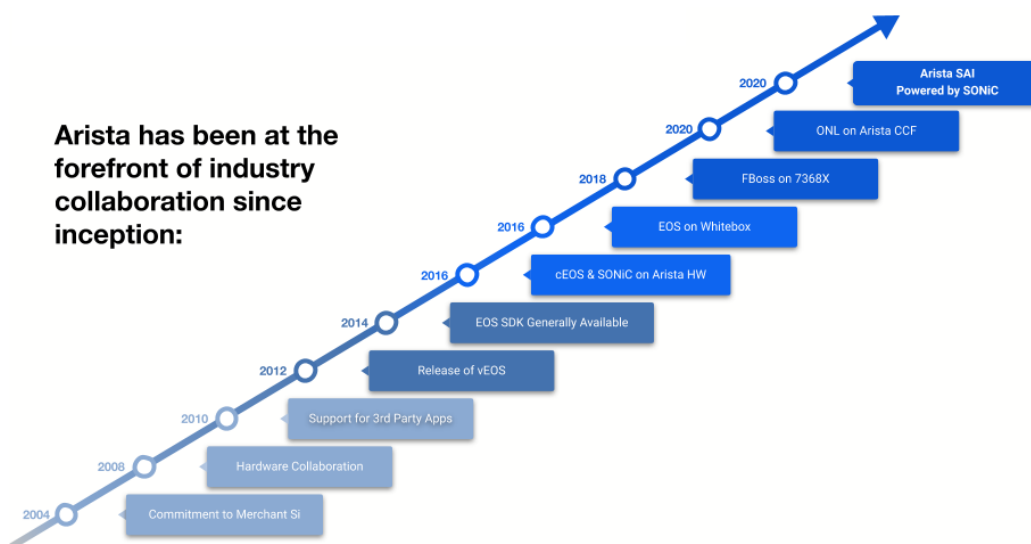 Arista has been at the
forefront of industry
collaboration since
inception:
2020
Arista SAI
Powered by SONiC
2020
ONL on Arista CCF
2018
FBoss on 7368X
2016
EOS on Whitebox
2016
cEOS & SONiC on Arista HW
2014
EOS SDK Generally Available
2012
Release of vEOS
2010
Support for 3rd Party Apps
2008
Hardware Collaboration
2004
Commitment to Merchant Si